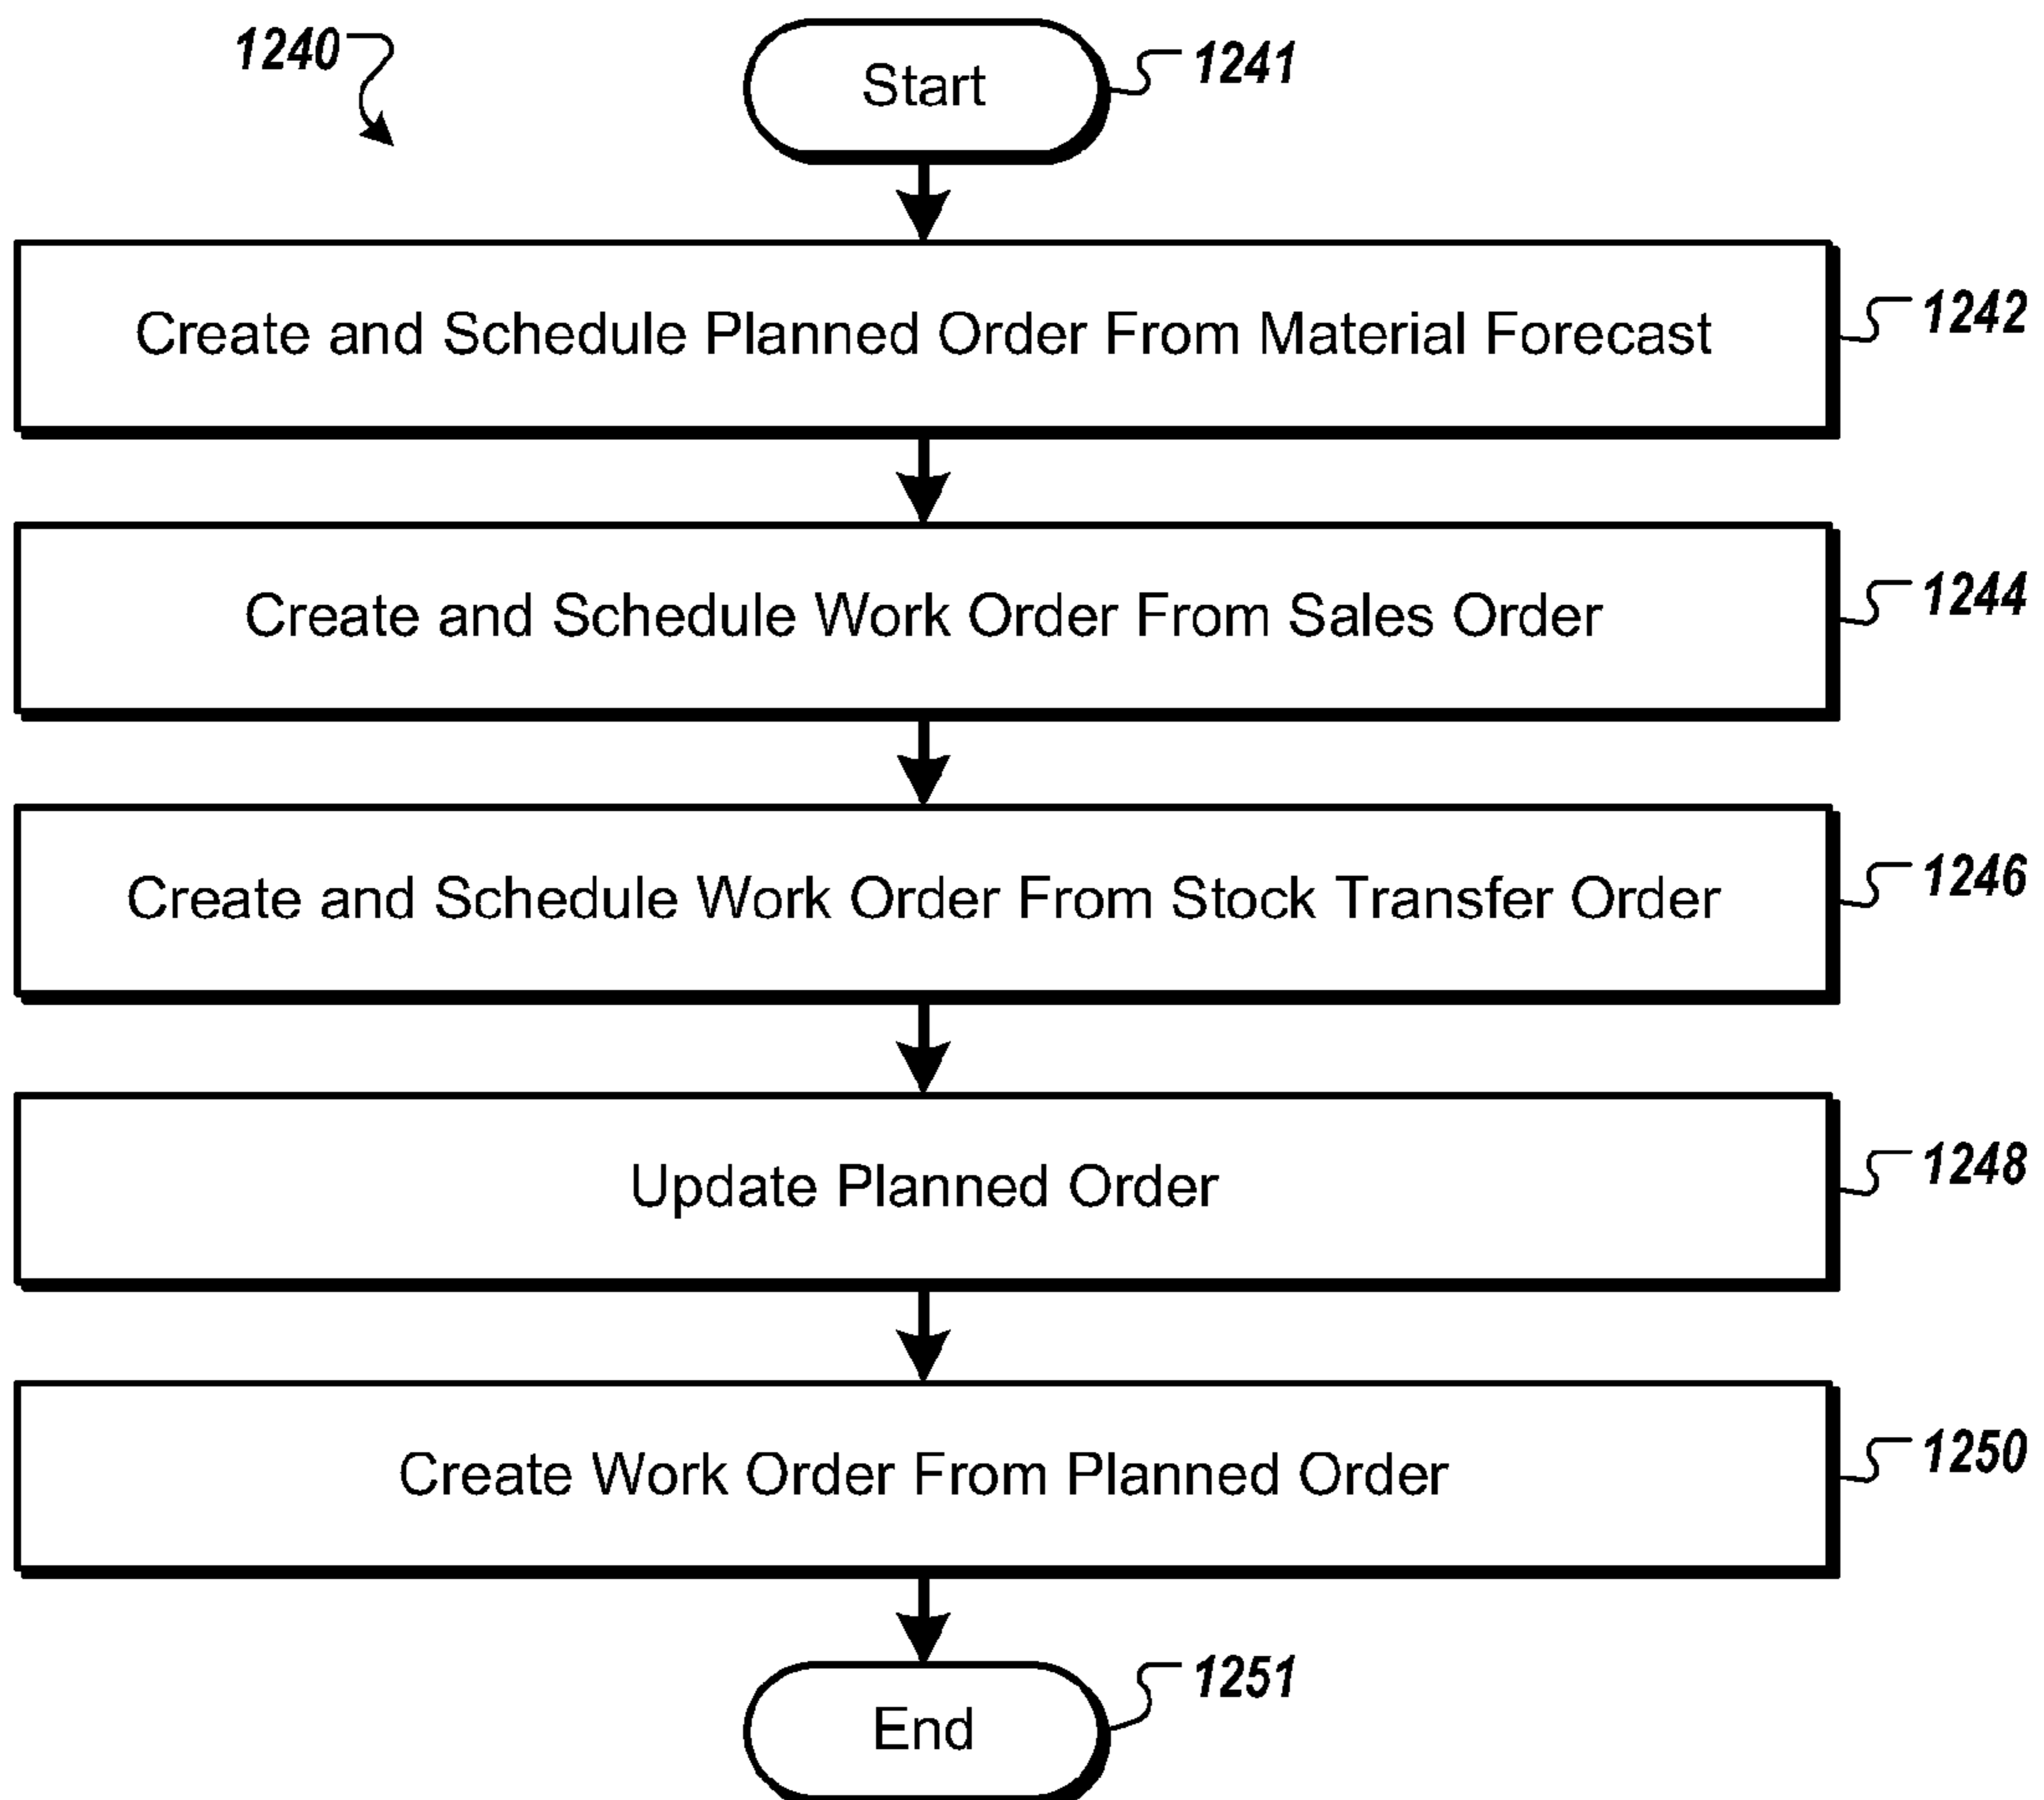 1240
Start
1241
Create and Schedule Planned Order From Material Forecast
1242
Create and Schedule Work Order From Sales Order
1244
Create and Schedule Work Order From Stock Transfer Order
1246
Update Planned Order
1248
Create Work Order From Planned Order
1250
End
1251